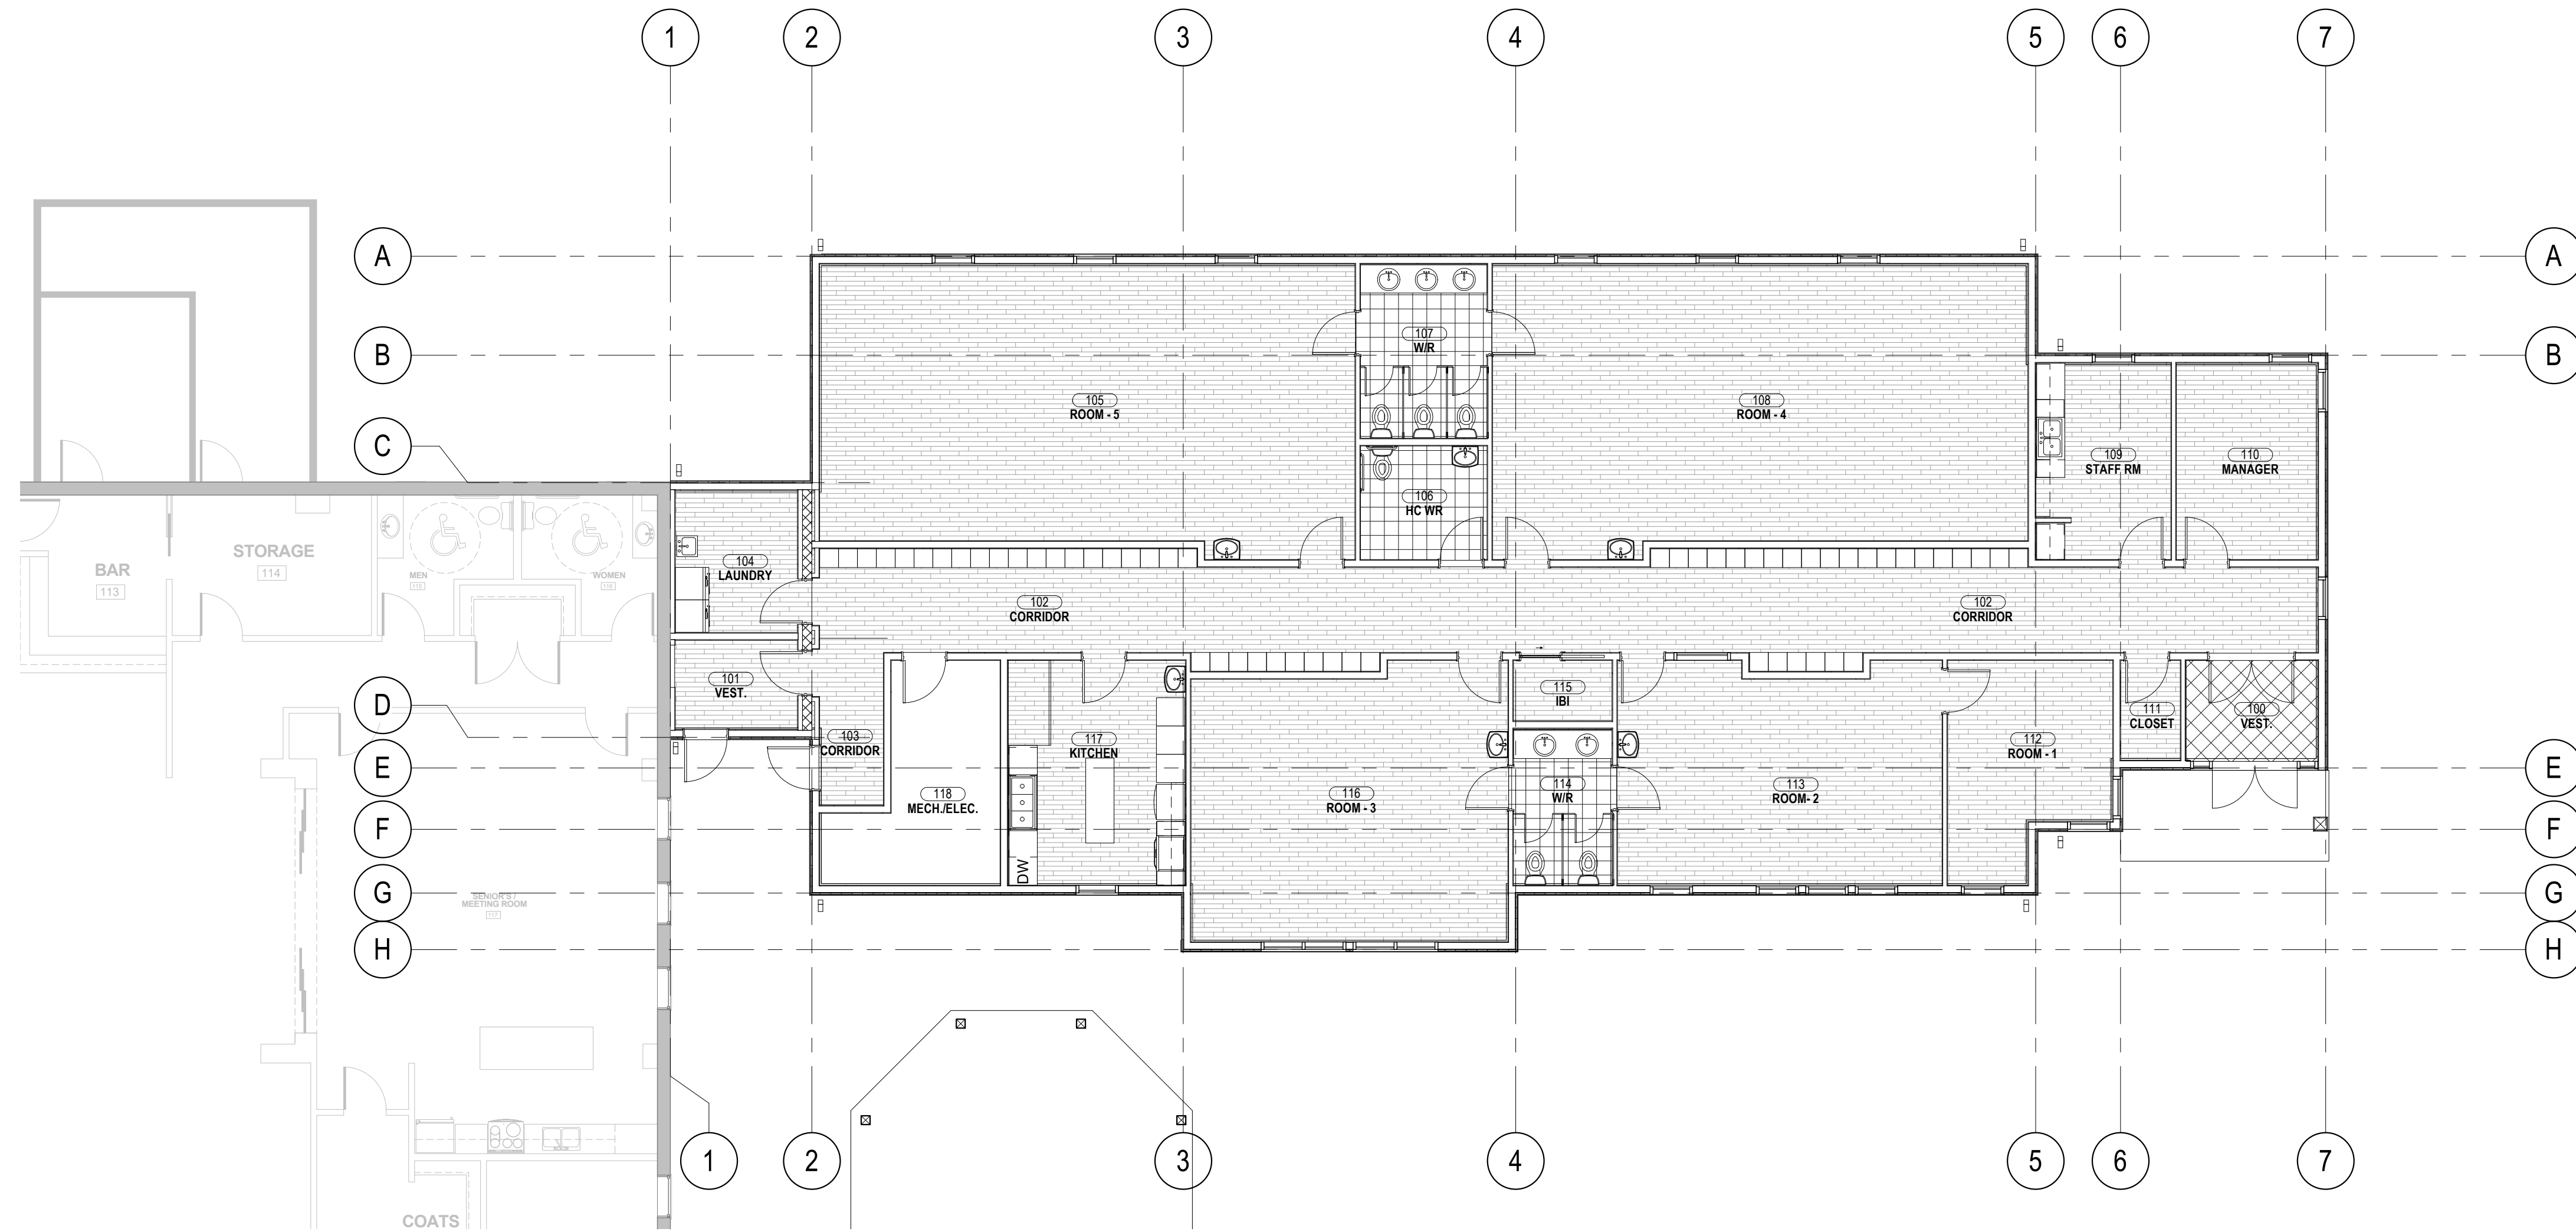 1
2
3
4
5
6
7
A
A
B
B
C
107
W/R
105
ROOM - 5
108
ROOM - 4
109
STAFF RM
110
MANAGER
106
HC WR
STORAGE
114
BAR
113
MEN
WOMEN
104
LAUNDRY
102
CORRIDOR
102
CORRIDOR
101
VEST.
115
IBI
111
CLOSET
100
VEST.
D
103
CORRIDOR
117
KITCHEN
112
ROOM - 1
E
E
118
MECH./ELEC.
116
ROOM - 3
114
W/R
113
ROOM- 2
F
F
DW
G
G
SENIOR'S /
MEETING ROOM
117
H
H
1
2
3
4
5
6
7
COATS